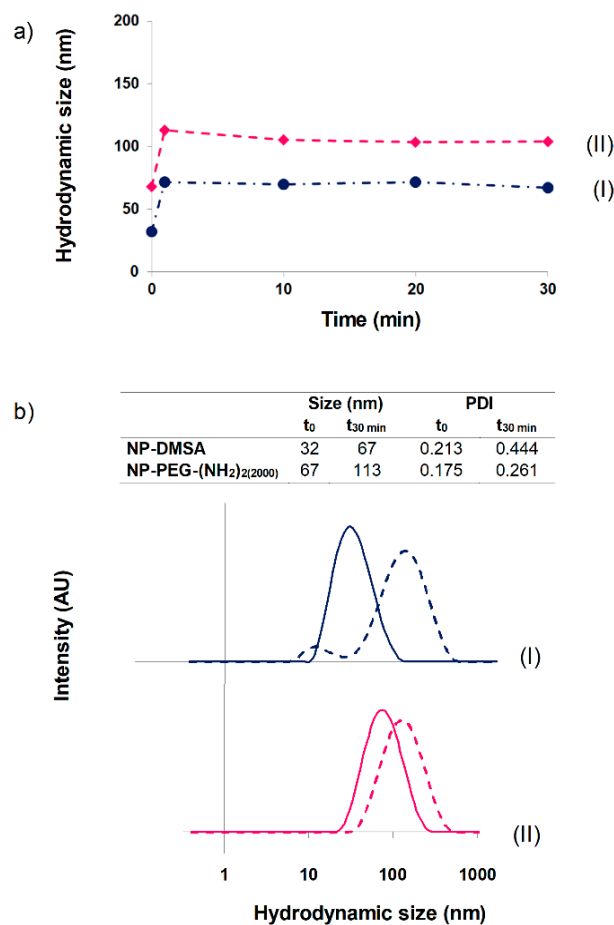 a)
Hydrodynamic size (nm)
200
150
100
50
0
0 10 20 30
Time (min)
(II)
(I)
b)
Size (nm) PDI
t0 t30 min t0 t30 min
NP-DMSA 32 67 0.213 0.444
NP-PEG-(NH2)2(2000) 67 113 0.175 0.261
Intensity (AU)
(I)
(II)
1 10 100 1000
Hydrodynamic size (nm)